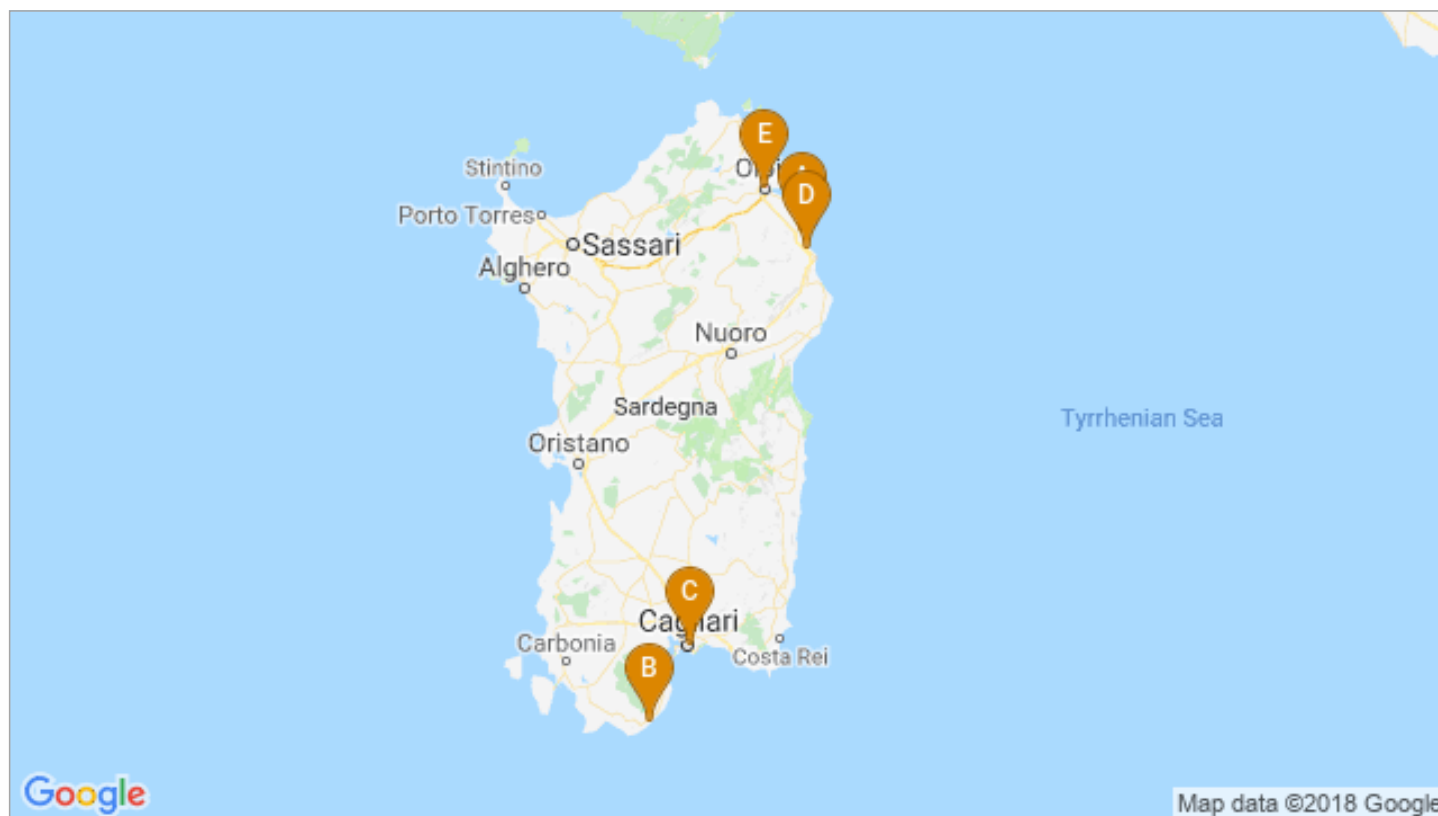 E
Stintino
D
Porto Torres
Sassari
Alghero
Nuoro
Sardegna
Tyrrhenian Sea
Oristano
C
Cagliari
Carbonia
B
Costa Rei
Google
Map data ©2018 Google